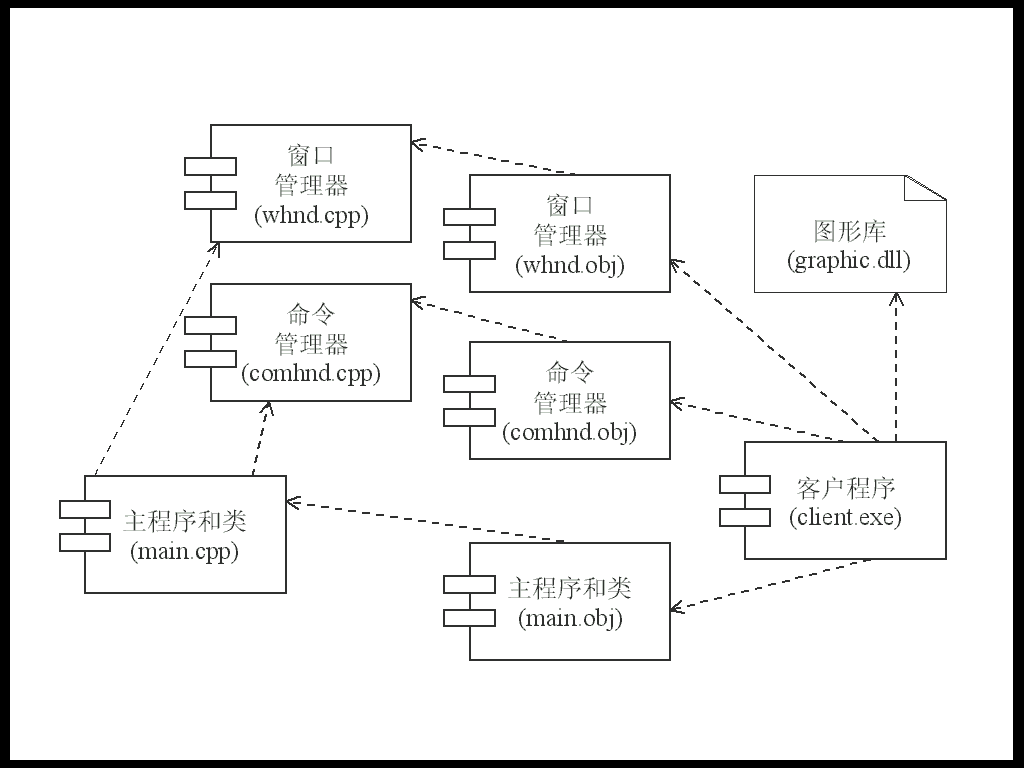 窗口
管理器
(whnd.cpp)
窗口
管理器
(whnd.obj)
图形库
(graphic.dll)
命令
管理器
(comhnd.cpp)
命令
管理器
(comhnd.obj)
客户程序
(client.exe)
主程序和类
(main.cpp)
主程序和类
(main.obj)